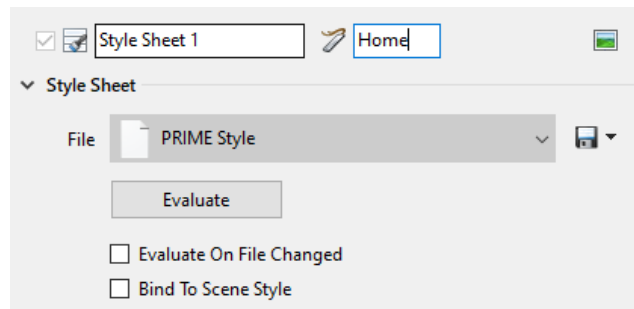 Style Sheet 1 Home
Style Sheet
File PRIME Style
Evaluate
Evaluate On File Changed
Bind To Scene Style